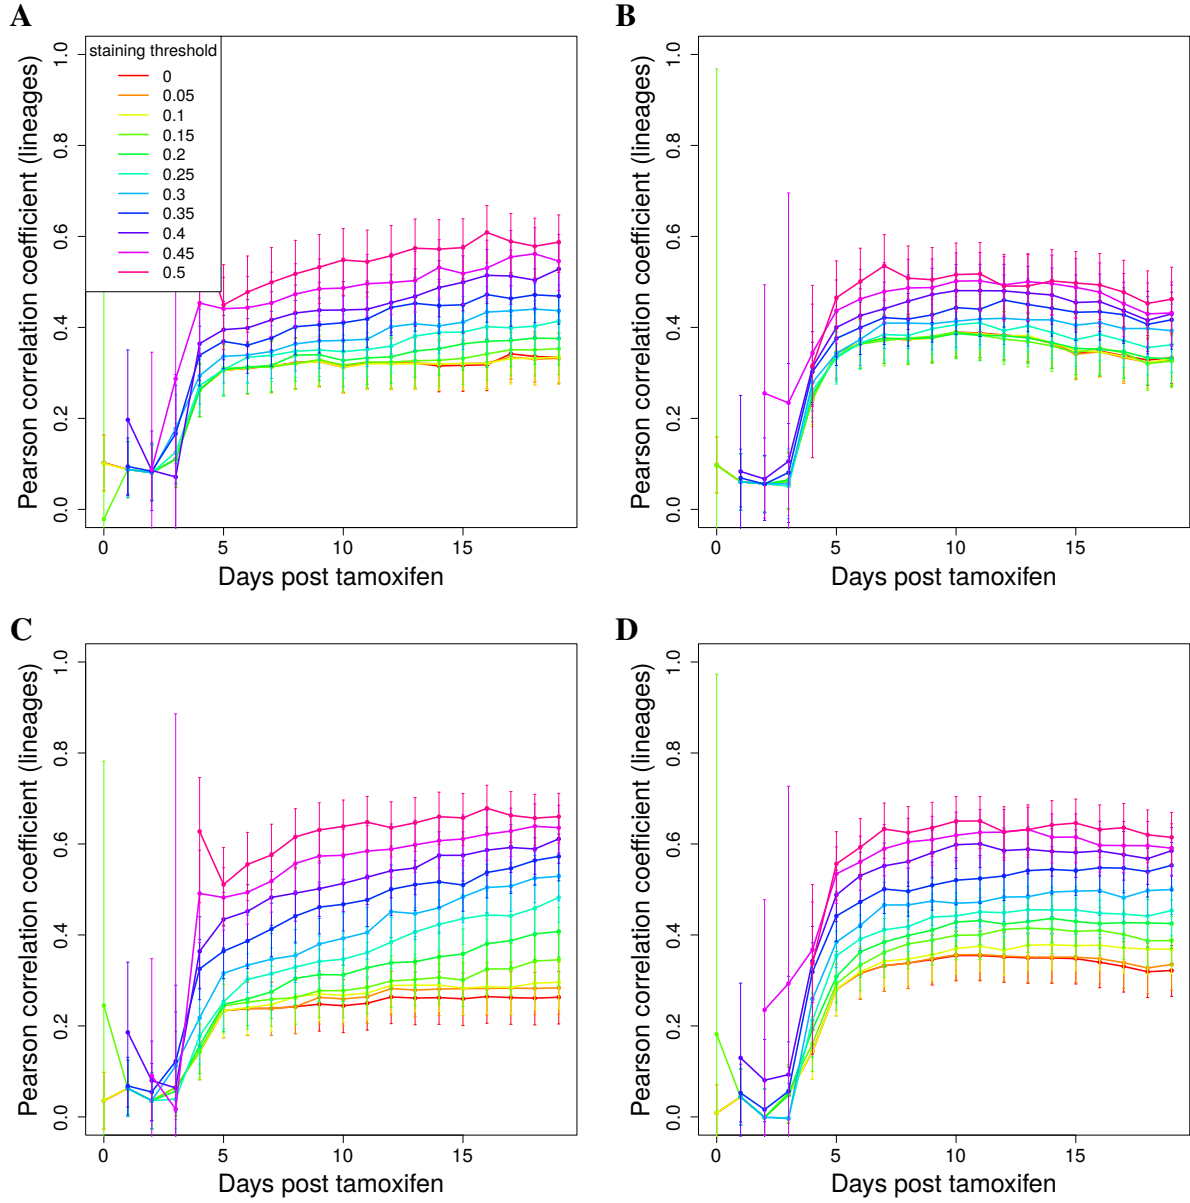 A
Pearson correlation coefficient (lineages)
1.0
0.8
0.6
0.4
0.2
0.0
staining threshold
0
0.05
0.1
0.15
0.2
0.25
0.3
0.35
0.4
0.45
0.5
0 5 10 15
Days post tamoxifen
B
Pearson correlation coefficient (lineages)
1.0
0.8
0.6
0.4
0.2
0.0
0 5 10 15
Days post tamoxifen
C
Pearson correlation coefficient (lineages)
1.0
0.8
0.6
0.4
0.2
0.0
0 5 10 15
Days post tamoxifen
D
Pearson correlation coefficient (lineages)
1.0
0.8
0.6
0.4
0.2
0.0
0 5 10 15
Days post tamoxifen